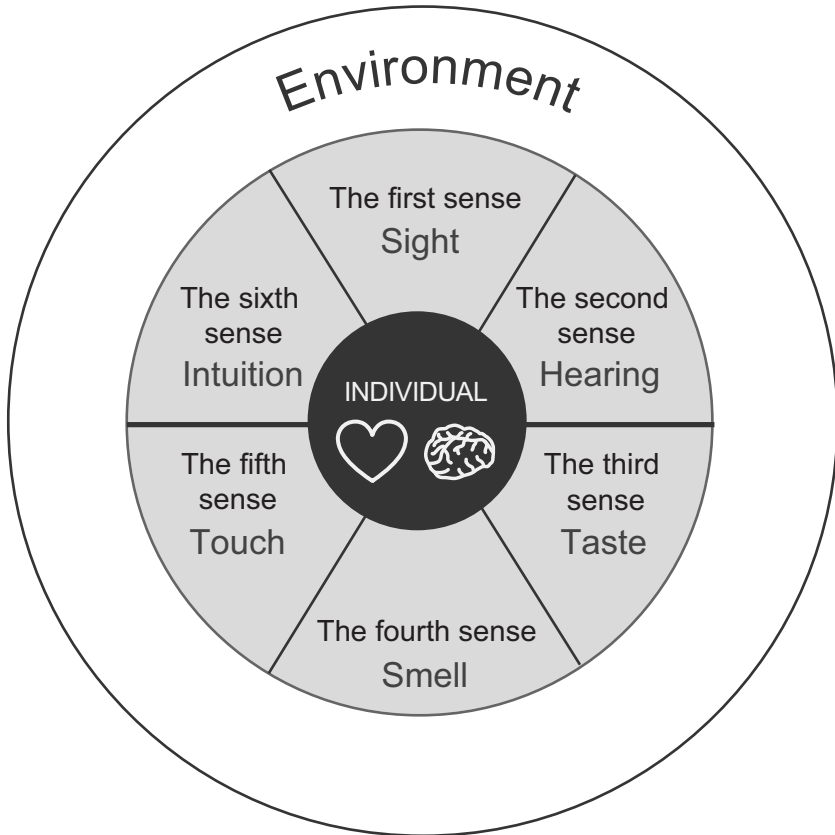 Environment
The first sense
Sight
The second
sense
Hearing
The third
sense
Taste
The fourth sense
Smell
The fifth
sense
Touch
The sixth
sense
Intuition
INDIVIDUAL